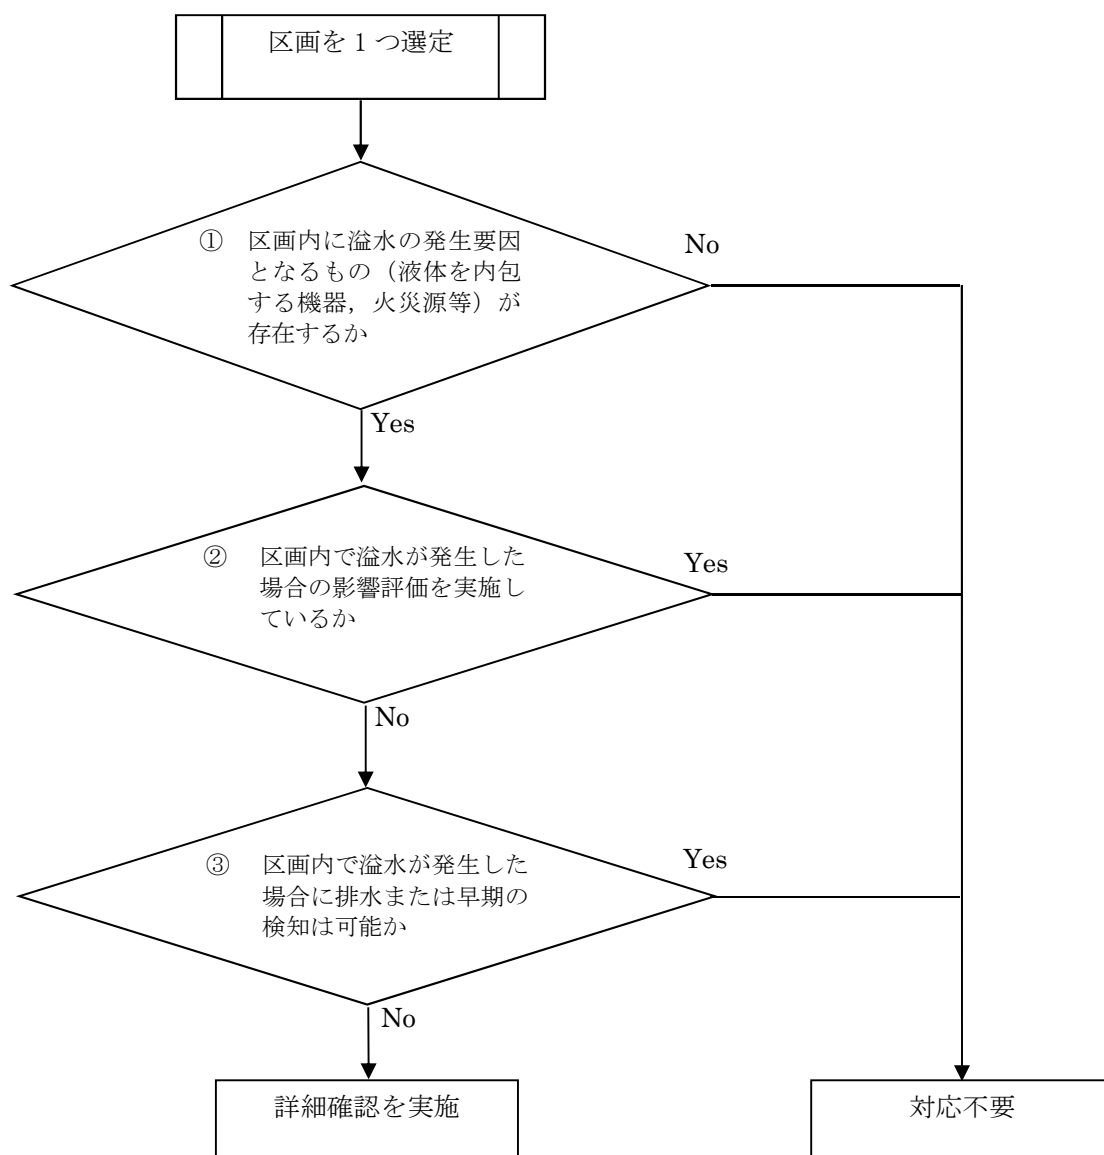 区画を１つ選定
① 区画内に溢水の発生要因
となるもの（液体を内包
する機器，火災源等）が
存在するか
No
Yes
② 区画内で溢水が発生した
場合の影響評価を実施し
ているか
Yes
No
③ 区画内で溢水が発生した
場合に排水または早期の
検知は可能か
Yes
No
詳細確認を実施
対応不要